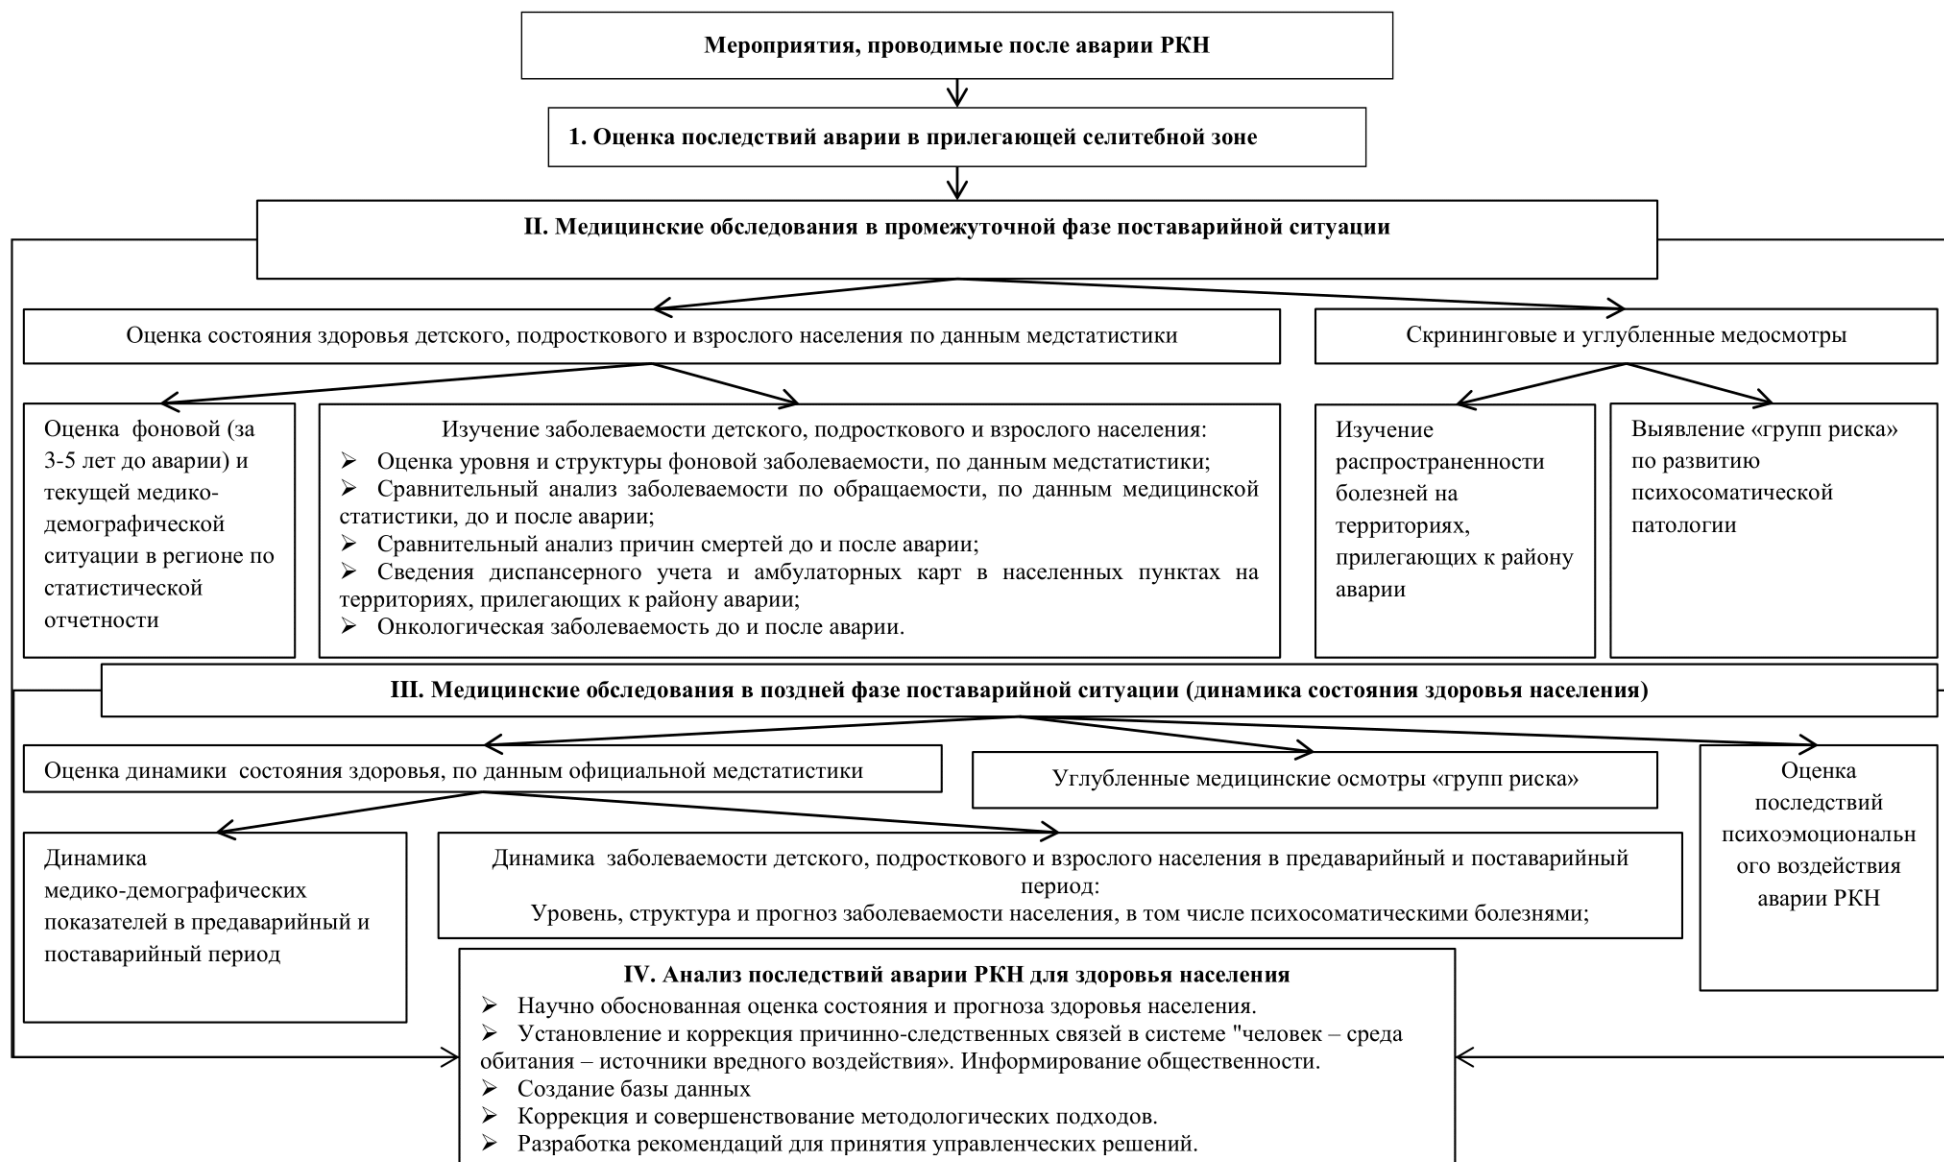 Мероприятия, проводимые после аварии РКН
1. Оценка последствий аварии в прилегающей селитебной зоне
II. Медицинские обследования в промежуточной фазе поставарийной ситуации
Оценка состояния здоровья детского, подросткового и взрослого населения по данным медстатистики
Скрининговые и углубленные медосмотры
Оценка фоновой (за
3-5 лет до аварии) и
текущей медико-
демографической
ситуации в регионе по
статистической
отчетности
Изучение заболеваемости детского, подросткового и взрослого населения:
➢ Оценка уровня и структуры фоновой заболеваемости, по данным медстатистики;
➢ Сравнительный анализ заболеваемости по обращаемости, по данным медицинской
статистики, до и после аварии;
➢ Сравнительный анализ причин смертей до и после аварии;
➢ Сведения диспансерного учета и амбулаторных карт в населенных пунктах на
территориях, прилегающих к району аварии;
➢ Онкологическая заболеваемость до и после аварии.
Изучение
распространенности
болезней на
территориях,
прилегающих к району
аварии
Выявление «групп риска»
по развитию
психосоматической
патологии
III. Медицинские обследования в поздней фазе поставарийной ситуации (динамика состояния здоровья населения)
Оценка динамики состояния здоровья, по данным официальной медстатистики
Углубленные медицинские осмотры «групп риска»
Оценка
последствий
психоэмоциональн
ого воздействия
аварии РКН
Динамика
медико-демографических
показателей в предаварийный и
поставарийный период
Динамика заболеваемости детского, подросткового и взрослого населения в предаварийный и поставарийный
период:
Уровень, структура и прогноз заболеваемости населения, в том числе психосоматическими болезнями;
IV. Анализ последствий аварии РКН для здоровья населения
➢ Научно обоснованная оценка состояния и прогноза здоровья населения.
➢ Установление и коррекция причинно-следственных связей в системе "человек – среда
обитания – источники вредного воздействия». Информирование общественности.
➢ Создание базы данных
➢ Коррекция и совершенствование методологических подходов.
➢ Разработка рекомендаций для принятия управленческих решений.